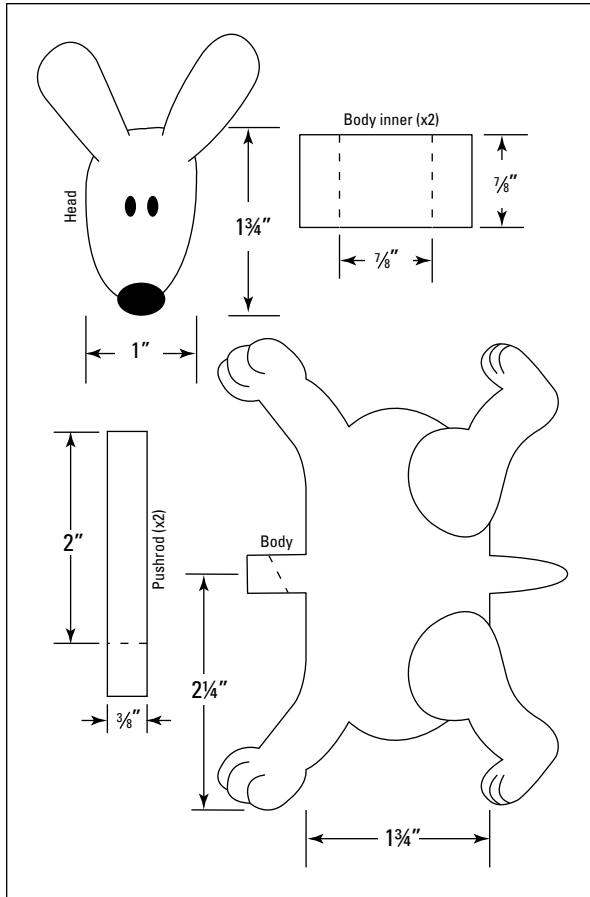 Body inner (x2)
Head
1¾"
⅞"
⅞"
1"
2"
Pushrod (x2)
Body
2¼"
⅜"
1¾"